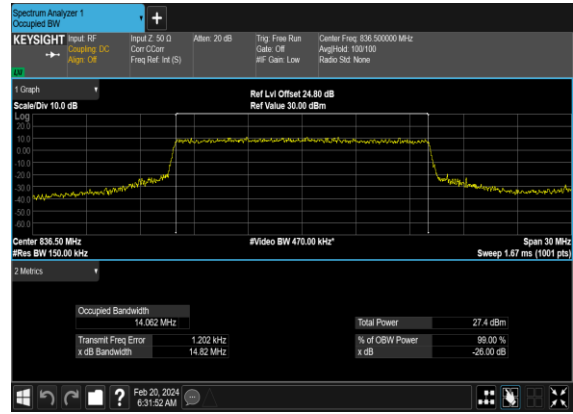 Spectrum Analyzer 1
Occupied BW
+
KEYSIGHT
Input: RF
Coupling: DC
Align: Off
Input Z: 50 Ω
Corr CCorr
Freq Ref: Int (S)
Atten: 20 dB
Trig: Free Run
Gate: Off
#IF Gain: Low
Center Freq: 836.500000 MHz
Avg|Hold: 100/100
Radio Std: None
1 Graph
Ref Lvl Offset 24.80 dB
Scale/Div 10.0 dB
Ref Value 30.00 dBm
Log
20.0
10.0
0.00
-10.0
-20.0
-30.0
-40.0
-50.0
-60.0
Center 836.50 MHz
#Video BW 470.00 kHz*
Span 30 MHz
#Res BW 150.00 kHz
Sweep 1.67 ms (1001 pts)
2 Metrics
Occupied Bandwidth
14.062 MHz
Total Power 27.4 dBm
Transmit Freq Error 1.202 kHz
% of OBW Power 99.00 %
x dB Bandwidth 14.82 MHz
x dB -26.00 dB
?
Feb 20, 2024
6:31:52 AM